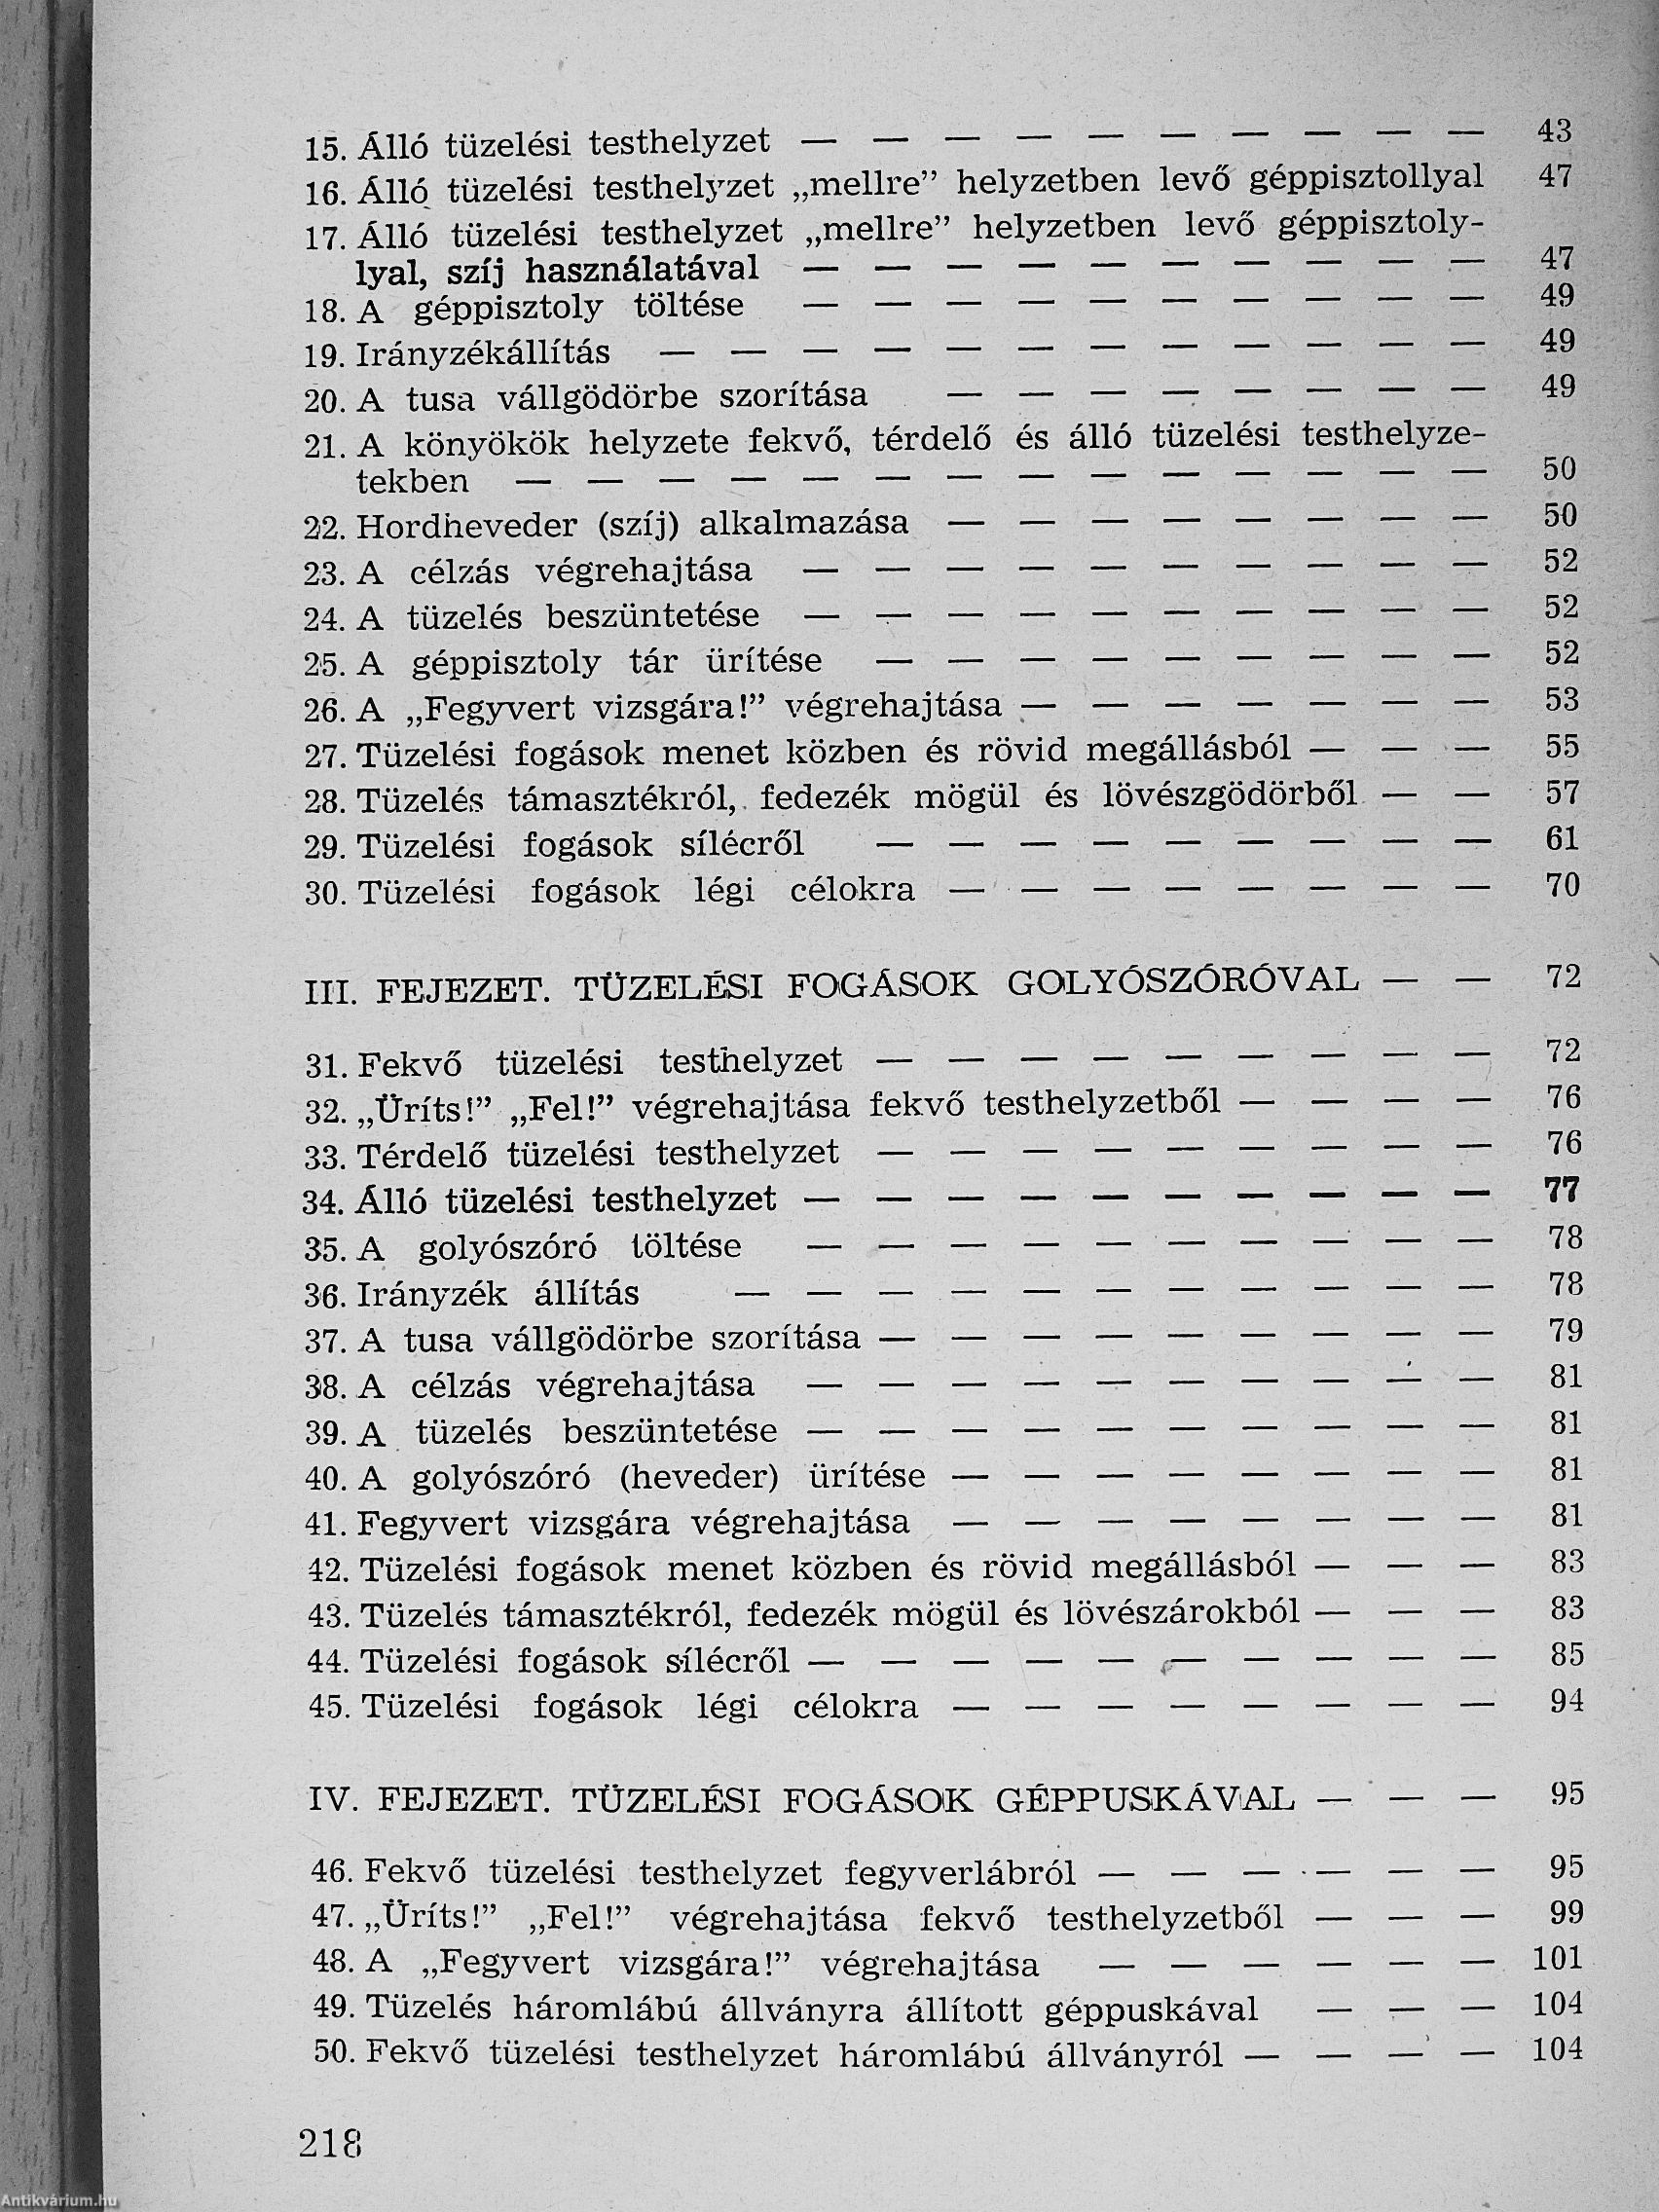 15. Álló tüzelési testhelyzet — — — — — — — — — — 43
16. Álló tüzelési testhelyzet „mellre” helyzetben levő géppisztollyal 47
17. Álló tüzelési testhelyzet „mellre” helyzetben levő géppisztoly-
lyal, szíj használatával — — — — — — — — — — 47
18. A géppisztoly töltése — — — — — — — — — — 49
19. Irányzékállítás — — — — — — — — — — — — 49
20. A tusa vállgödörbe szorítása — — — — — — — — 49
21. A könyökök helyzete fekvő, térdelő és álló tüzelési testhelyze-
tekben — — — — — — — — — — — — — — 50
22. Hordheveder (szíj) alkalmazása — — — — — — — — 50
23. A célzás végrehajtása — — — — — — — — — — 52
24. A tüzelés beszüntetése — — — — — — — — — — 52
25. A géppisztoly tár ürítése — — — — — — — — — 52
26. A „Fegyvert vizsgára!” végrehajtása — — — — — — — 53
27. Tüzelési fogások menet közben és rövid megállásból — — — 55
28. Tüzelés támasztékról, fedezék mögül és lövészgödörből — — 57
29. Tüzelési fogások sílécről — — — — — — — — — 61
30. Tüzelési fogások légi célokra — — — — — — — — 70
III. FEJEZET. TÜZELÉSI FOGÁSOK GOLYÓSZÓRÓVAL — — 72
31. Fekvő tüzelési testhelyzet — — — — — — — — — 72
32. „Üríts!” „Fel!” végrehajtása fekvő testhelyzetből — — — — 76
33. Térdelő tüzelési testhelyzet — — — — — — — — — 76
34. Álló tüzelési testhelyzet — — — — — — — — — — 77
35. A golyószóró töltése — — — — — — — — — — 78
36. Irányzék állítás — — — — — — — — — — — 78
37. A tusa vállgödörbe szorítása — — — — — — — — — 79
38. A célzás végrehajtása — — — — — — — — — — 81
39. A tüzelés beszüntetése — — — — — — — — — — 81
40. A golyószóró (heveder) ürítése — — — — — — — — 81
41. Fegyvert vizsgára végrehajtása — — — — — — — — 81
42. Tüzelési fogások menet közben és rövid megállásból — — — 83
43. Tüzelés támasztékról, fedezék mögül és lövészárokból — — — 83
44. Tüzelési fogások sílécről — — — — — — — — — — 85
45. Tüzelési fogások légi célokra — — — — — — — — 94
IV. FEJEZET. TÜZELÉSI FOGÁSOK GÉPPUSKÁVAL — — — 95
46. Fekvő tüzelési testhelyzet fegyverlábról — — — — — — 95
47. „Üríts!” „Fel!” végrehajtása fekvő testhelyzetből — — — 99
48. A „Fegyvert vizsgára!” végrehajtása — — — — — — 101
49. Tüzelés háromlábú állványra állított géppuskával — — — 104
50. Fekvő tüzelési testhelyzet háromlábú állványról — — — — 104
218
Antikvárium.hu